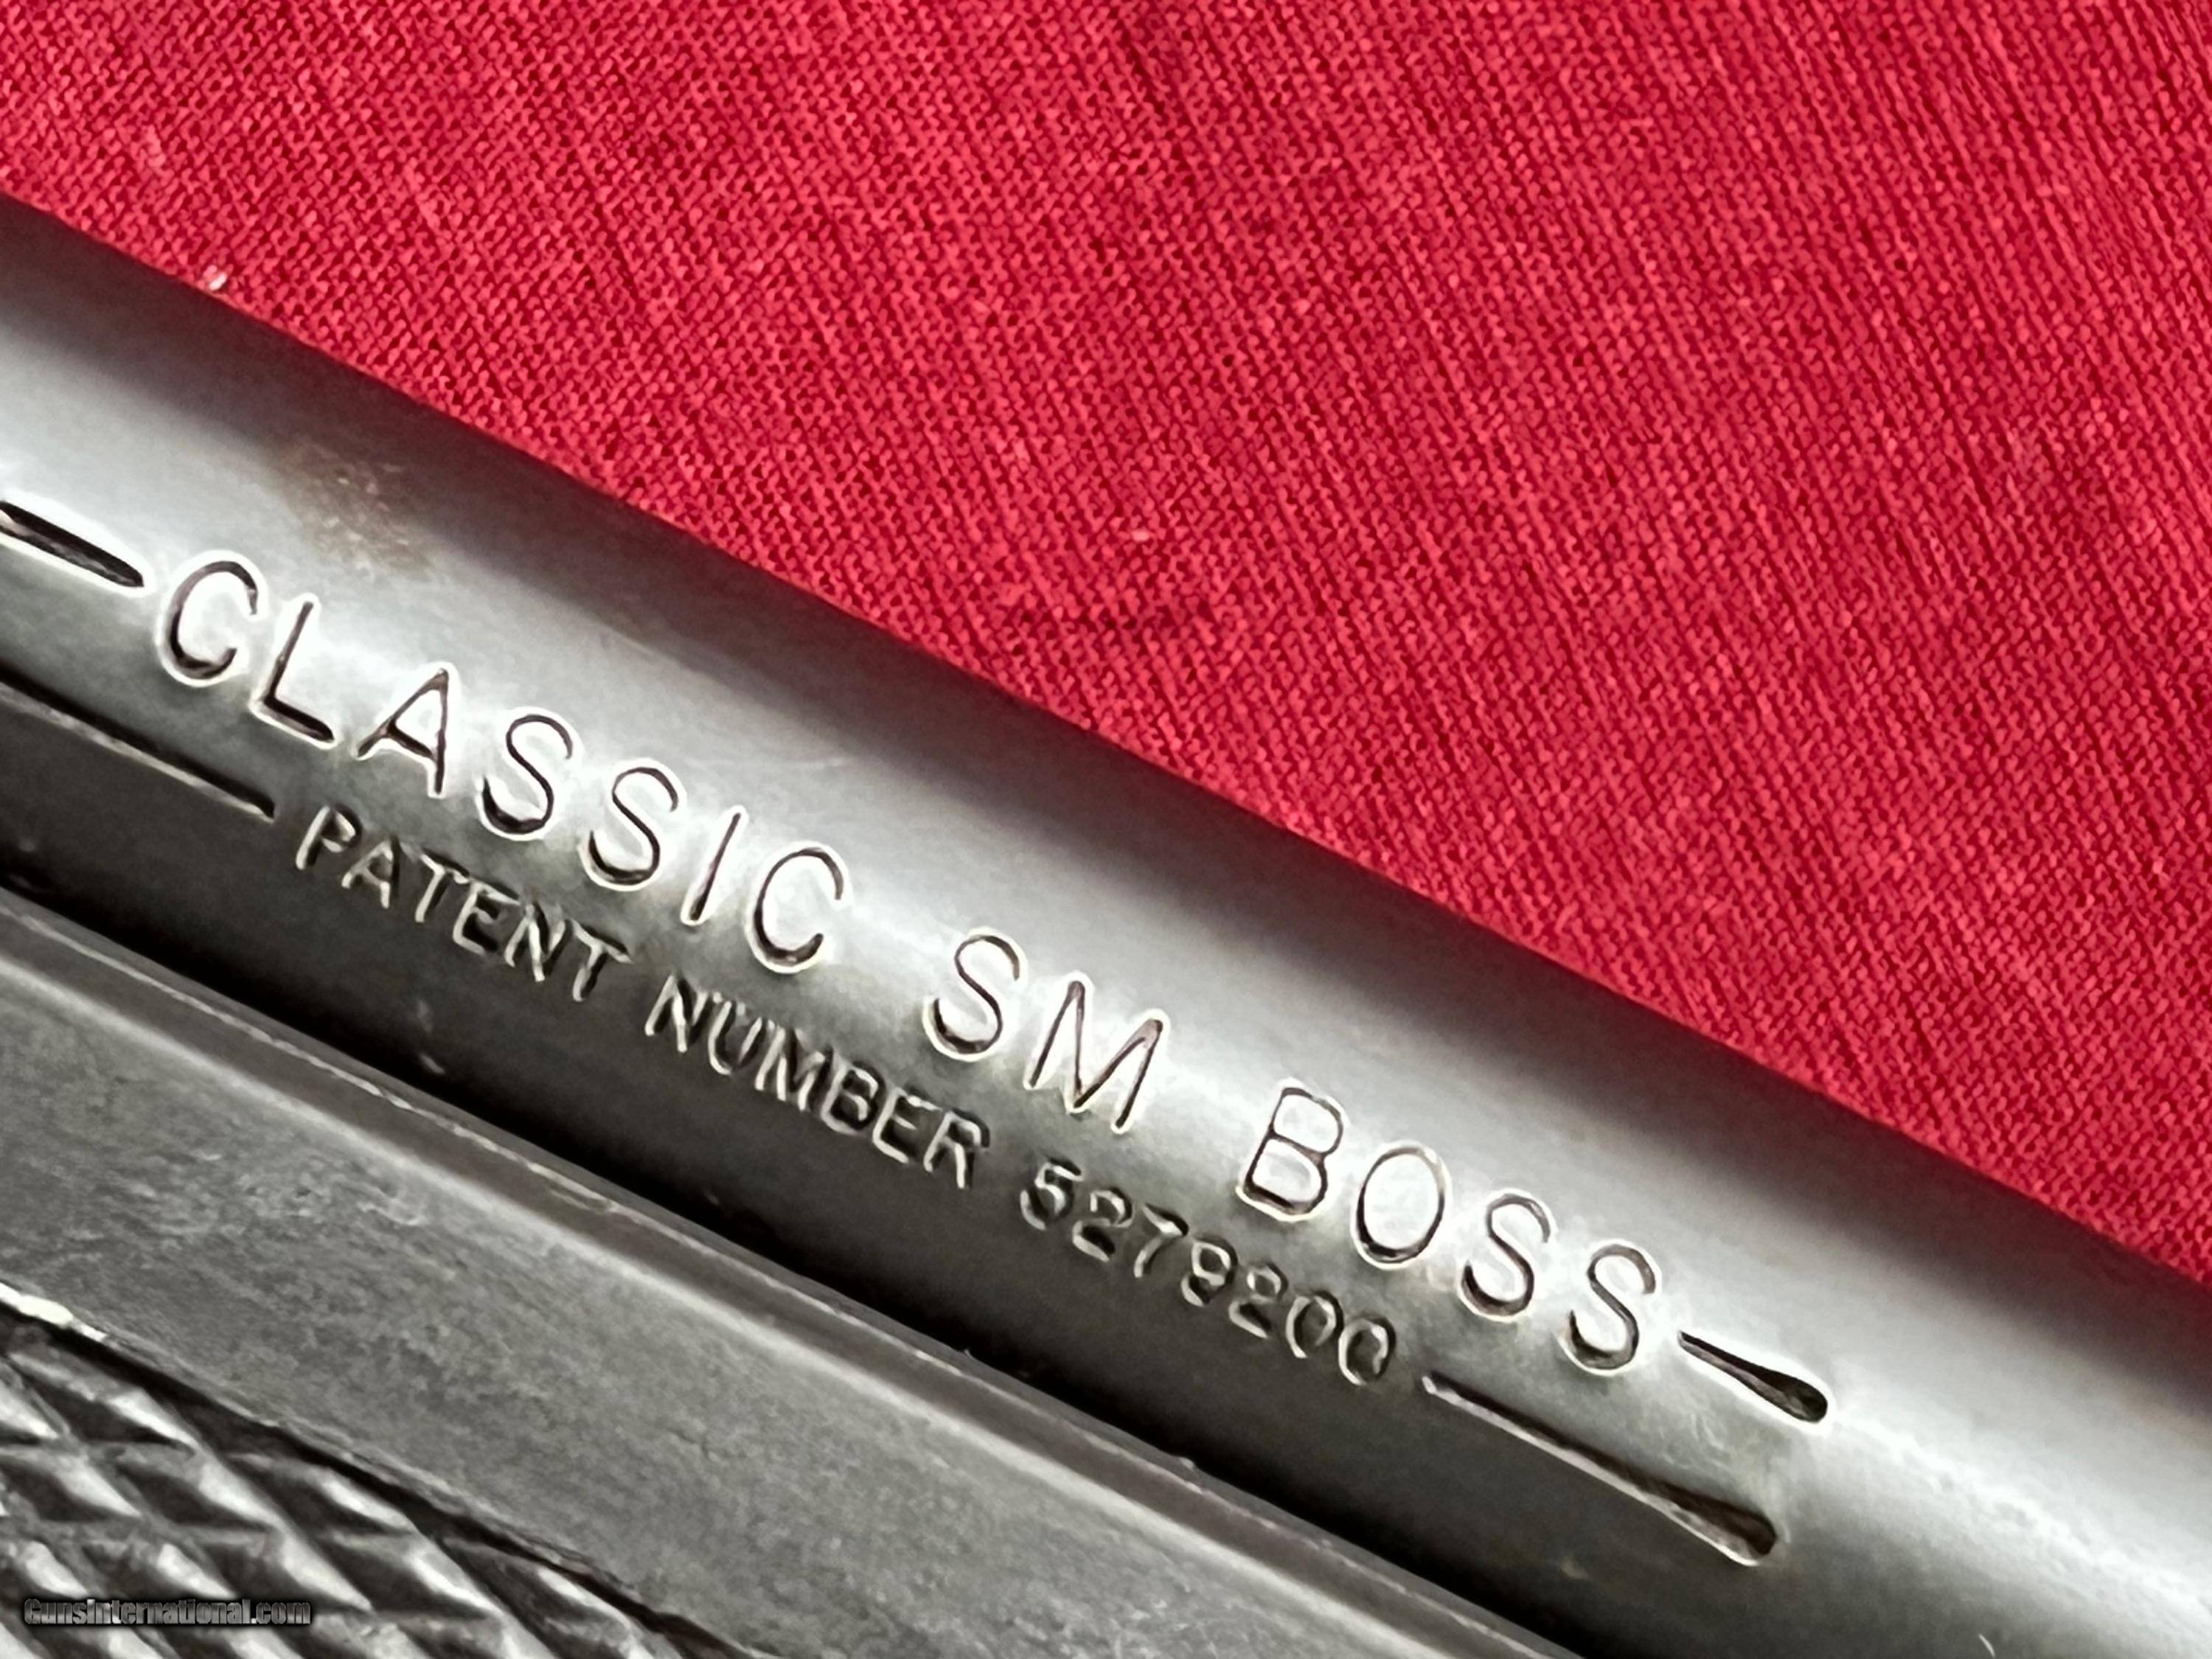 CLASSIC SM BOSS
PATENT NUMBER 5279200
Gunsinternational.com